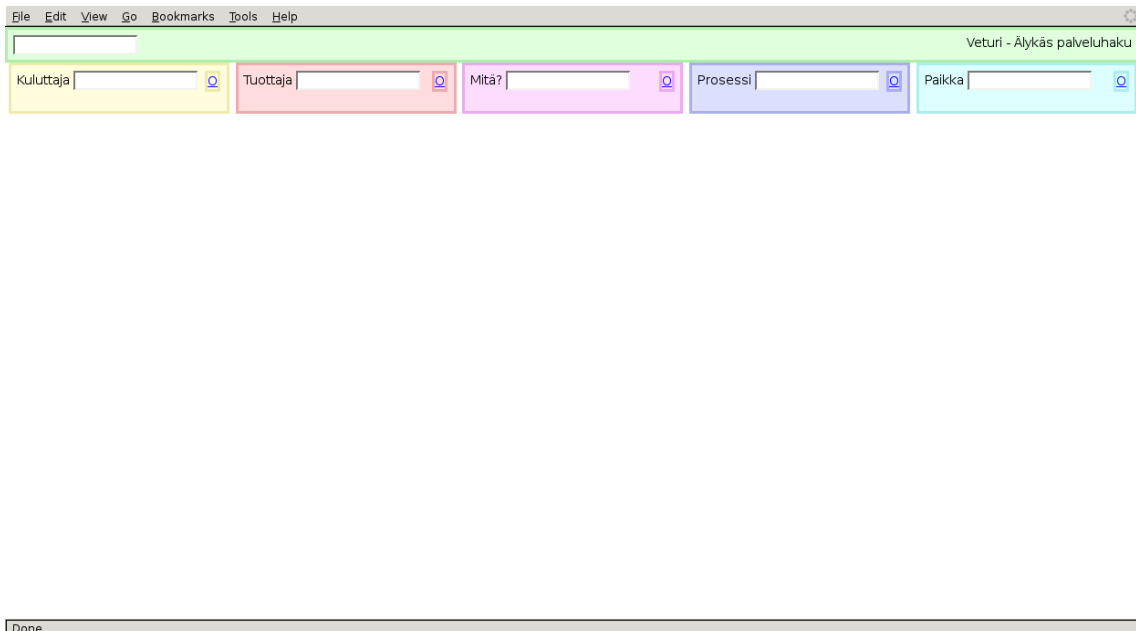 File Edit View Go Bookmarks Tools Help
Veturi - Älykäs palveluhaku
Kuluttaja O Tuottaja O Mitä? O Prosessi O Paikka O
Done